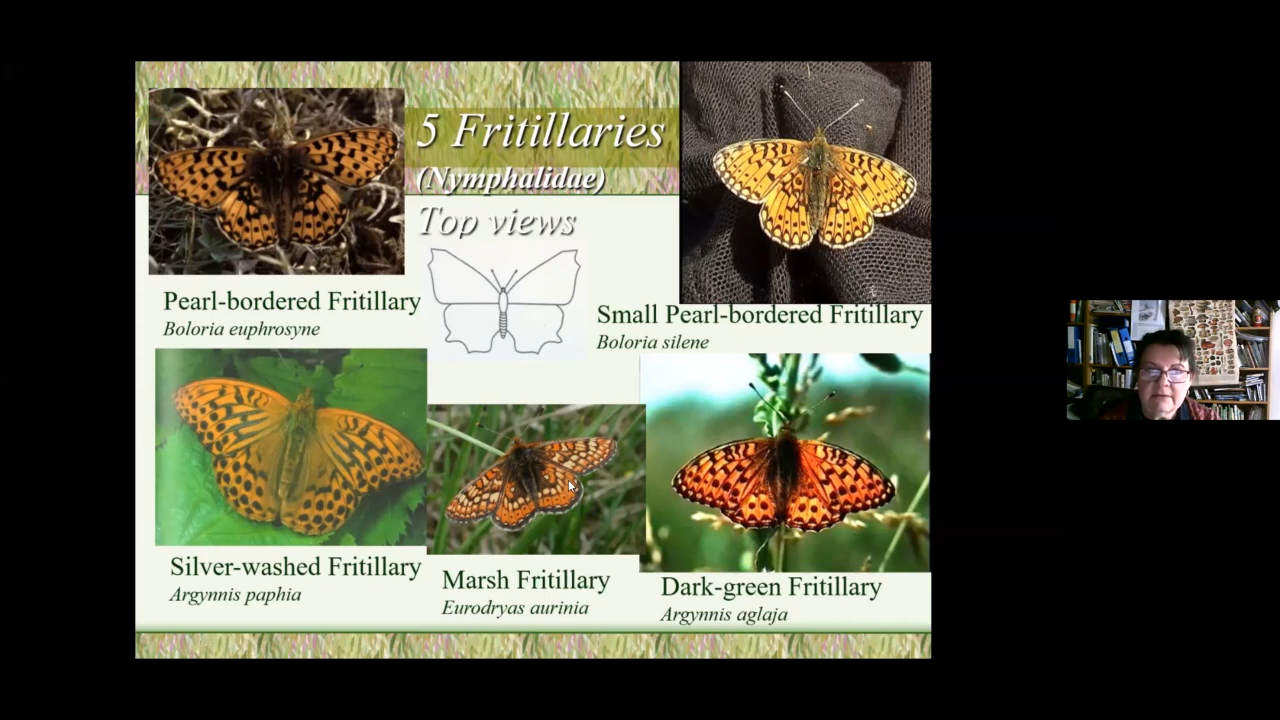 5 Fritillaries
(Nymphalidae)
Top views
Pearl-bordered Fritillary
Boloria euphrosyne
Small Pearl-bordered Fritillary
Boloria silene
Silver-washed Fritillary
Argynnis paphia
Marsh Fritillary
Eurodryas aurinia
Dark-green Fritillary
Argynnis aglaja